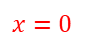 x = 0